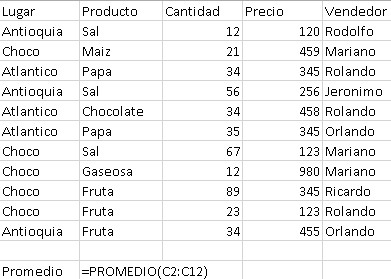 Lugar Producto Cantidad Precio Vendedor
Antioquia Sal 12 120 Rodolfo
Choco Maiz 21 459 Mariano
Atlantico Papa 34 345 Rolando
Antioquia Sal 56 256 Jeronimo
Atlantico Chocolate 34 458 Rolando
Atlantico Papa 35 345 Orlando
Choco Sal 67 123 Mariano
Choco Gaseosa 12 980 Mariano
Choco Fruta 89 345 Ricardo
Choco Fruta 23 123 Rolando
Antioquia Fruta 34 455 Orlando
Promedio =PROMEDIO(C2:C12)